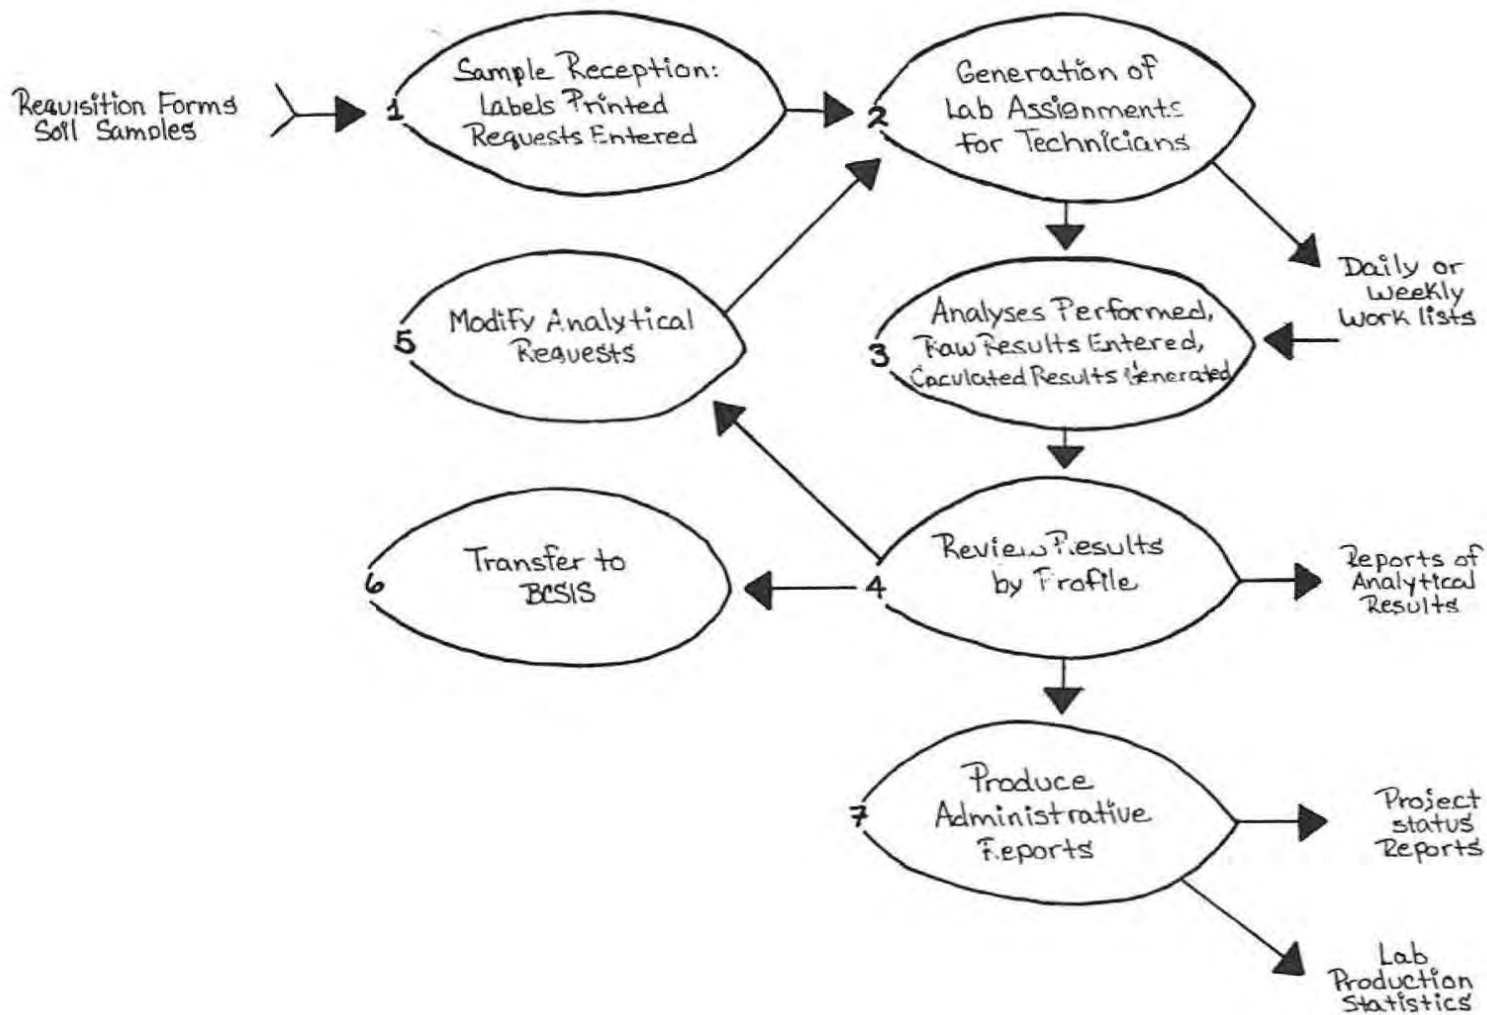 Requisition Forms
Soil Samples
1
Sample Reception:
Labels Printed
Requests Entered
2
Generation of
Lab Assignments
for Technicians
Daily or
Weekly
Work lists
5
Modify Analytical
Requests
3
Analyses Performed,
Raw Results Entered,
Caculated Results Generated
6
Transfer to
BCSIS
4
Review Results
by Profile
Reports of
Analytical
Results
7
Produce
Administrative
Reports
Project
status
Reports
Lab
Production
Statistics